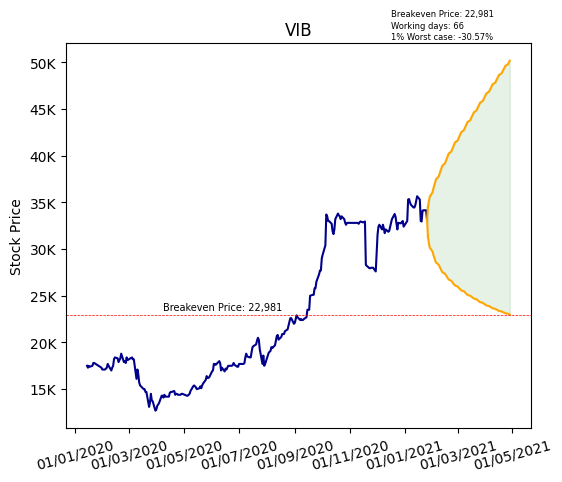 Breakeven Price: 22,981
Working days: 66
1% Worst case: -30.57%
VIB
50K
45K
40K
35K
30K
25K
20K
15K
Stock Price
Breakeven Price: 22,981
01/01/2020
01/03/2020
01/05/2020
01/07/2020
01/09/2020
01/11/2020
01/01/2021
01/03/2021
01/05/2021